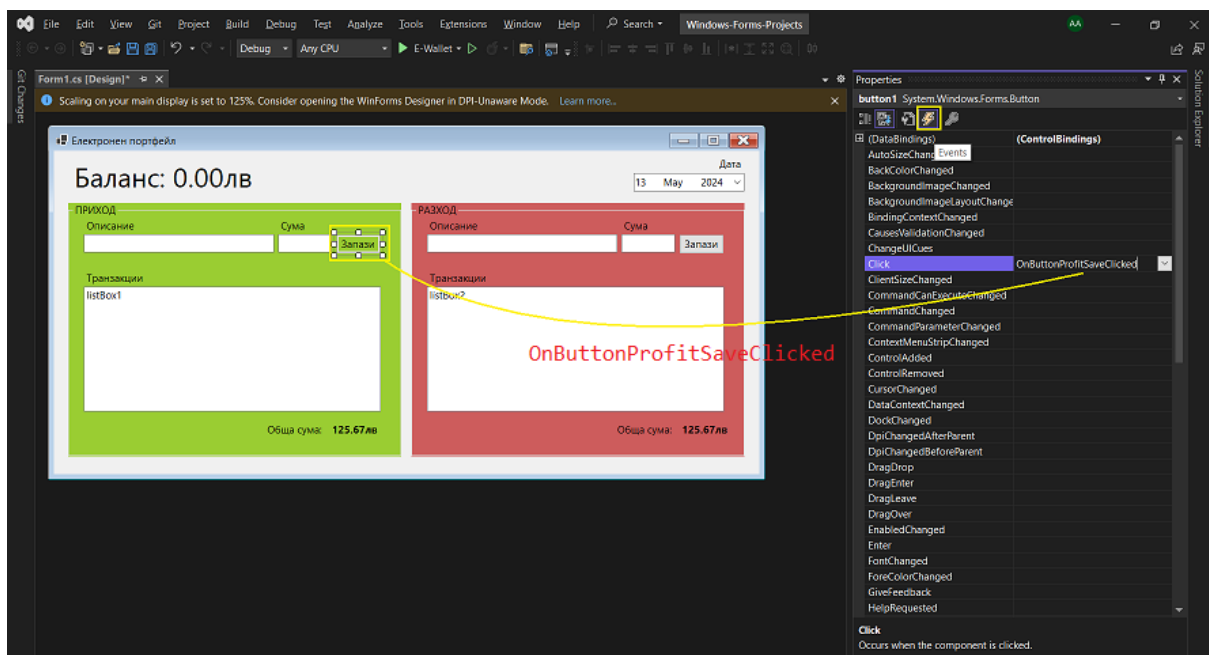 File Edit View Git Project Build Debug Test Analyze Tools Extensions Window Help Search Windows-Forms-Projects AA
Debug Any CPU E-Wallet
Git Changes
Form1.cs [Design]*
Scaling on your main display is set to 125%. Consider opening the WinForms Designer in DPI-Unaware Mode. Learn more..
Електронен портфейл
Баланс: 0.00лв
Дата
13 May 2024
ПРИХОД
Описание Сума
Запази
Транзакции
listBox1
Обща сума: 125.67лв
РАЗХОД
Описание Сума
Запази
Транзакции
listBox2
Обща сума: 125.67лв
OnButtonProfitSaveClicked
Properties
button1 System.Windows.Forms.Button
(DataBindings) (ControlBindings)
AutoSizeChang
Events
BackColorChanged
BackgroundImageChanged
BackgroundImageLayoutChange
BindingContextChanged
CausesValidationChanged
ChangeUICues
Click OnButtonProfitSaveClicked
ClientSizeChanged
CommandCanExecuteChanged
CommandChanged
CommandParameterChanged
ContextMenuStripChanged
ControlAdded
ControlRemoved
CursorChanged
DataContextChanged
DockChanged
DpiChangedAfterParent
DpiChangedBeforeParent
DragDrop
DragEnter
DragLeave
DragOver
EnabledChanged
Enter
FontChanged
ForeColorChanged
GiveFeedback
HelpRequested
Click
Occurs when the component is clicked.
Solution Explorer